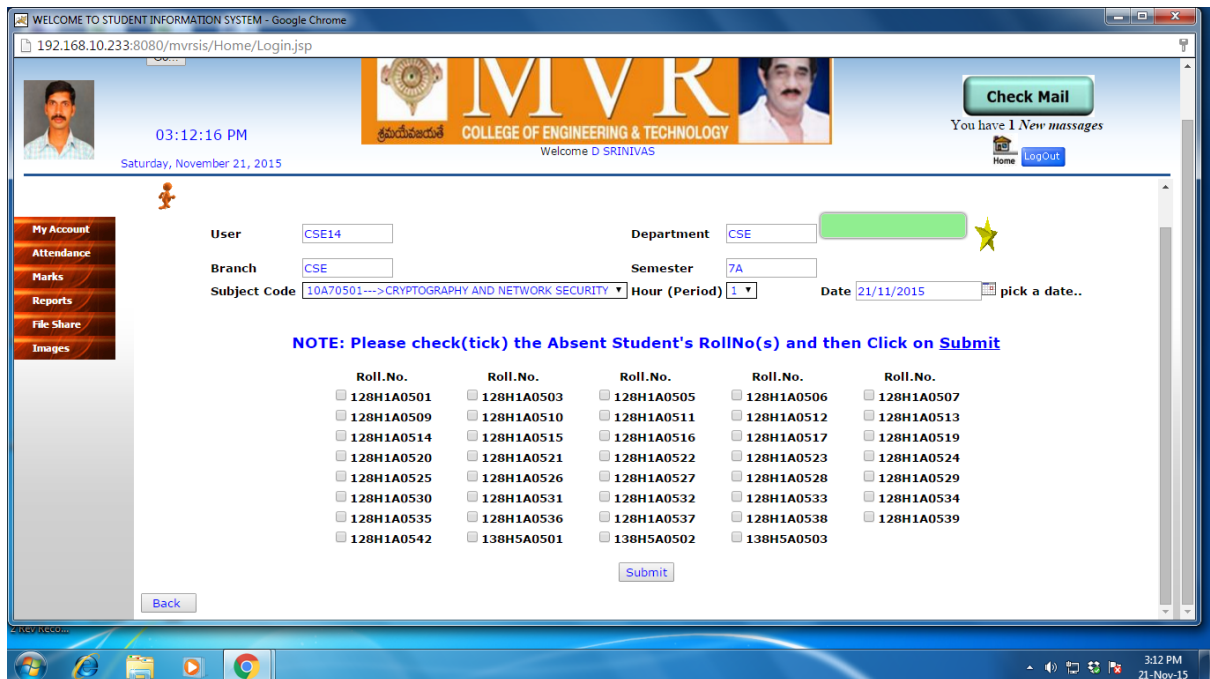 WELCOME TO STUDENT INFORMATION SYSTEM - Google Chrome
192.168.10.233:8080/mvrsis/Home/Login.jsp
MVR
శ్రమయేవజయతే COLLEGE OF ENGINEERING & TECHNOLOGY
Check Mail
You have 1 New massages
03:12:16 PM
Welcome D SRINIVAS
Home LogOut
Saturday, November 21, 2015
My Account
Attendance
Marks
Reports
File Share
Images
User CSE14 Department CSE
Branch CSE Semester 7A
Subject Code 10A70501--->CRYPTOGRAPHY AND NETWORK SECURITY Hour (Period) 1 Date 21/11/2015 pick a date..
NOTE: Please check(tick) the Absent Student's RollNo(s) and then Click on Submit
Roll.No. Roll.No. Roll.No. Roll.No. Roll.No.
128H1A0501 128H1A0503 128H1A0505 128H1A0506 128H1A0507
128H1A0509 128H1A0510 128H1A0511 128H1A0512 128H1A0513
128H1A0514 128H1A0515 128H1A0516 128H1A0517 128H1A0519
128H1A0520 128H1A0521 128H1A0522 128H1A0523 128H1A0524
128H1A0525 128H1A0526 128H1A0527 128H1A0528 128H1A0529
128H1A0530 128H1A0531 128H1A0532 128H1A0533 128H1A0534
128H1A0535 128H1A0536 128H1A0537 128H1A0538 128H1A0539
128H1A0542 138H5A0501 138H5A0502 138H5A0503
Submit
Back
3:12 PM
21-Nov-15